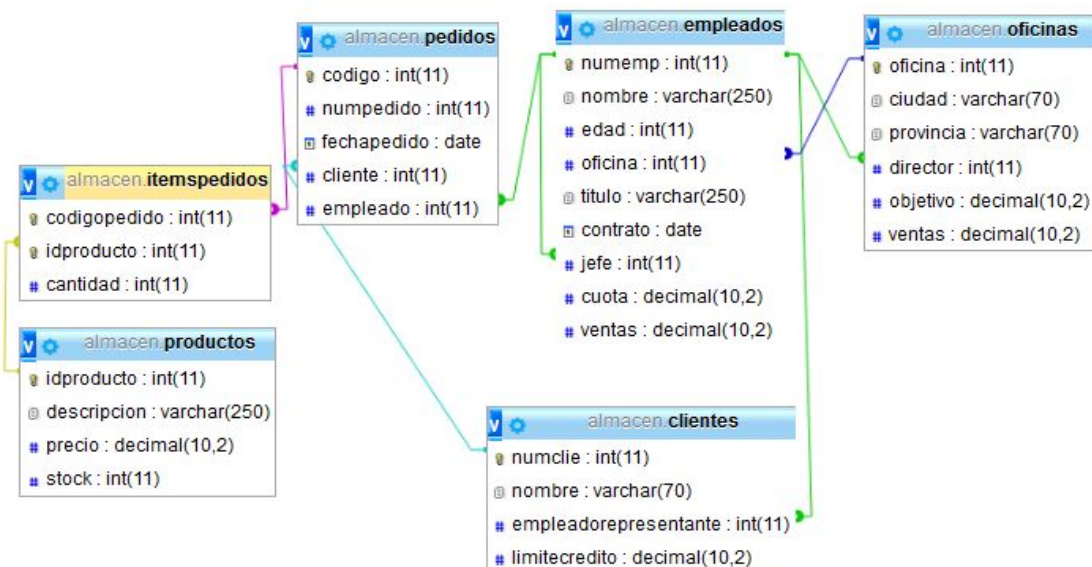 almacen.pedidos
codigo : int(11)
numpedido : int(11)
fechapedido : date
cliente : int(11)
empleado : int(11)
almacen.empleados
numemp : int(11)
nombre : varchar(250)
edad : int(11)
oficina : int(11)
titulo : varchar(250)
contrato : date
jefe : int(11)
cuota : decimal(10,2)
ventas : decimal(10,2)
almacen.oficinas
oficina : int(11)
ciudad : varchar(70)
provincia : varchar(70)
director : int(11)
objetivo : decimal(10,2)
ventas : decimal(10,2)
almacen.itemspedidos
codigopedido : int(11)
idproducto : int(11)
cantidad : int(11)
almacen.productos
idproducto : int(11)
descripcion : varchar(250)
precio : decimal(10,2)
stock : int(11)
almacen.clientes
numclie : int(11)
nombre : varchar(70)
empleadorepresentante : int(11)
limitecredito : decimal(10,2)